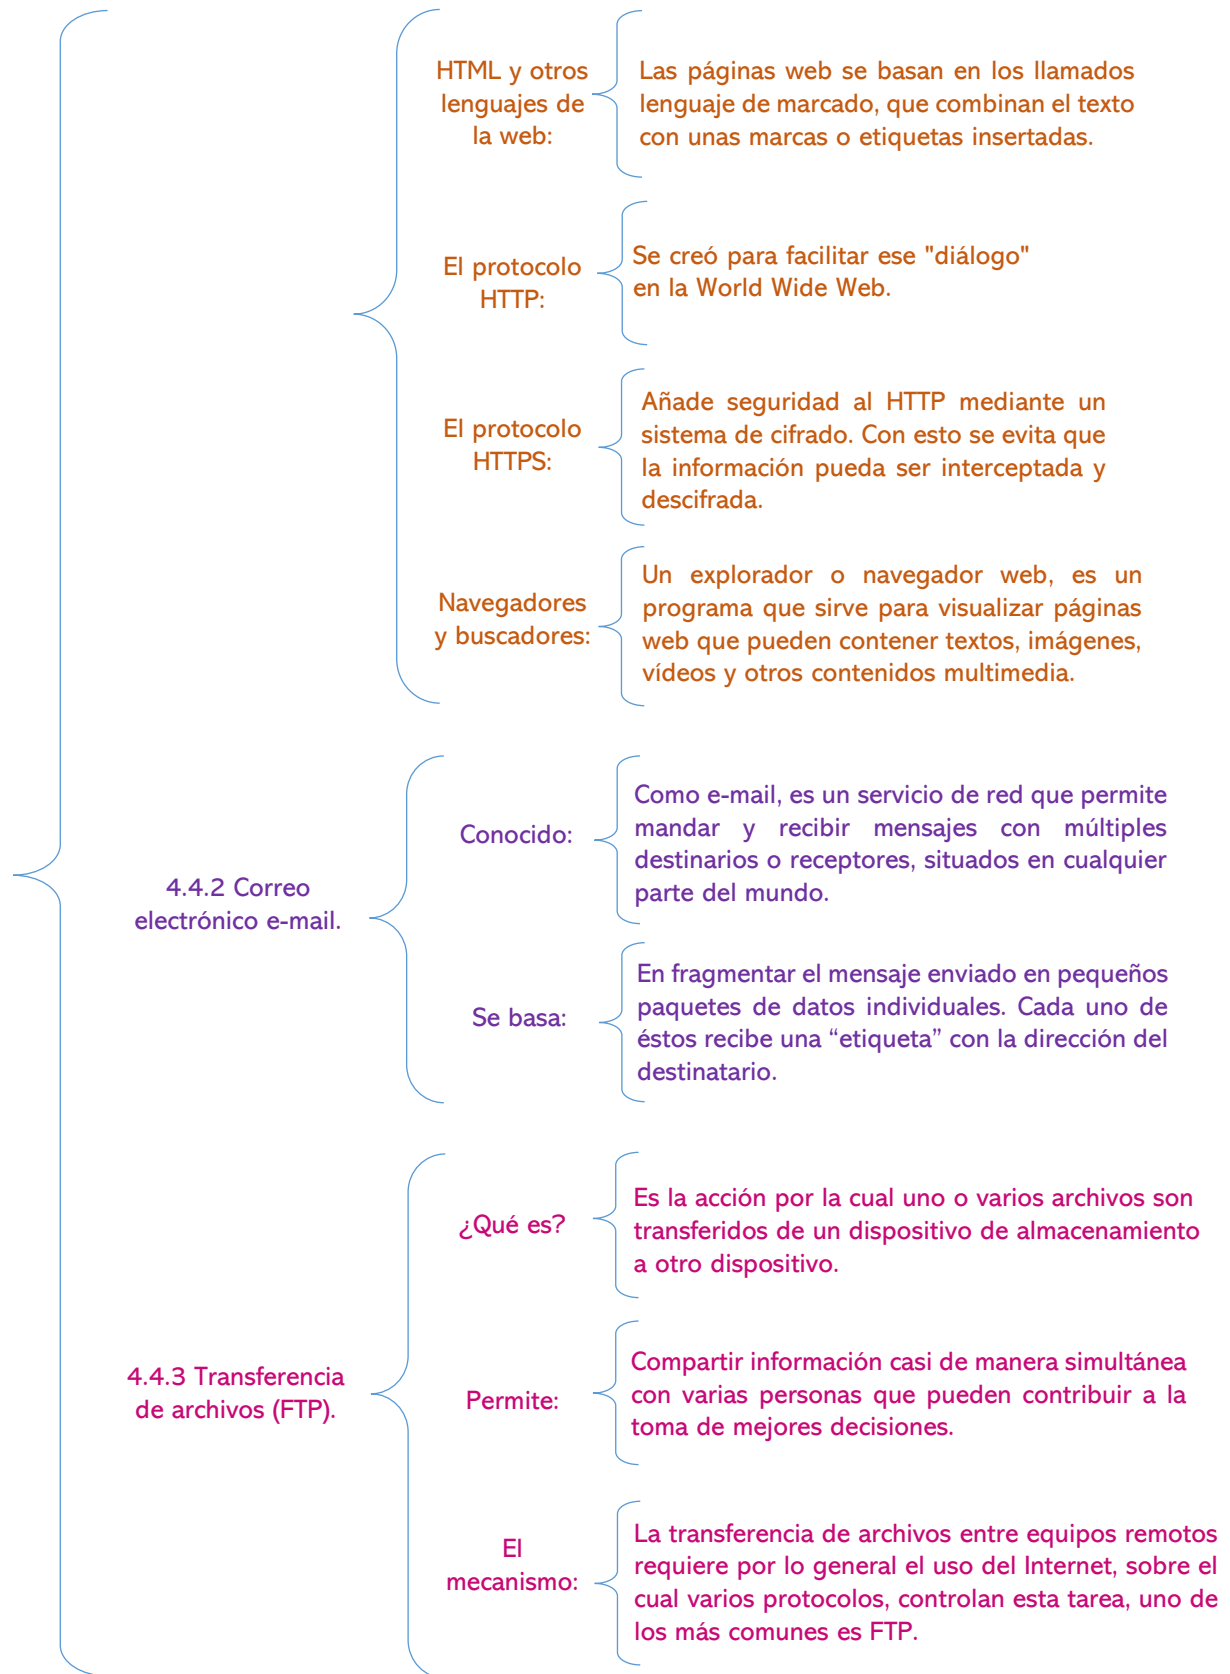 HTML y otros
lenguajes de
la web:
Las páginas web se basan en los llamados
lenguaje de marcado, que combinan el texto
con unas marcas o etiquetas insertadas.
El protocolo
HTTP:
Se creó para facilitar ese "diálogo"
en la World Wide Web.
El protocolo
HTTPS:
Añade seguridad al HTTP mediante un
sistema de cifrado. Con esto se evita que
la información pueda ser interceptada y
descifrada.
Navegadores
y buscadores:
Un explorador o navegador web, es un
programa que sirve para visualizar páginas
web que pueden contener textos, imágenes,
vídeos y otros contenidos multimedia.
4.4.2 Correo
electrónico e-mail.
Conocido:
Como e-mail, es un servicio de red que permite
mandar y recibir mensajes con múltiples
destinarios o receptores, situados en cualquier
parte del mundo.
Se basa:
En fragmentar el mensaje enviado en pequeños
paquetes de datos individuales. Cada uno de
éstos recibe una “etiqueta” con la dirección del
destinatario.
4.4.3 Transferencia
de archivos (FTP).
¿Qué es?
Es la acción por la cual uno o varios archivos son
transferidos de un dispositivo de almacenamiento
a otro dispositivo.
Permite:
Compartir información casi de manera simultánea
con varias personas que pueden contribuir a la
toma de mejores decisiones.
El
mecanismo:
La transferencia de archivos entre equipos remotos
requiere por lo general el uso del Internet, sobre el
cual varios protocolos, controlan esta tarea, uno de
los más comunes es FTP.